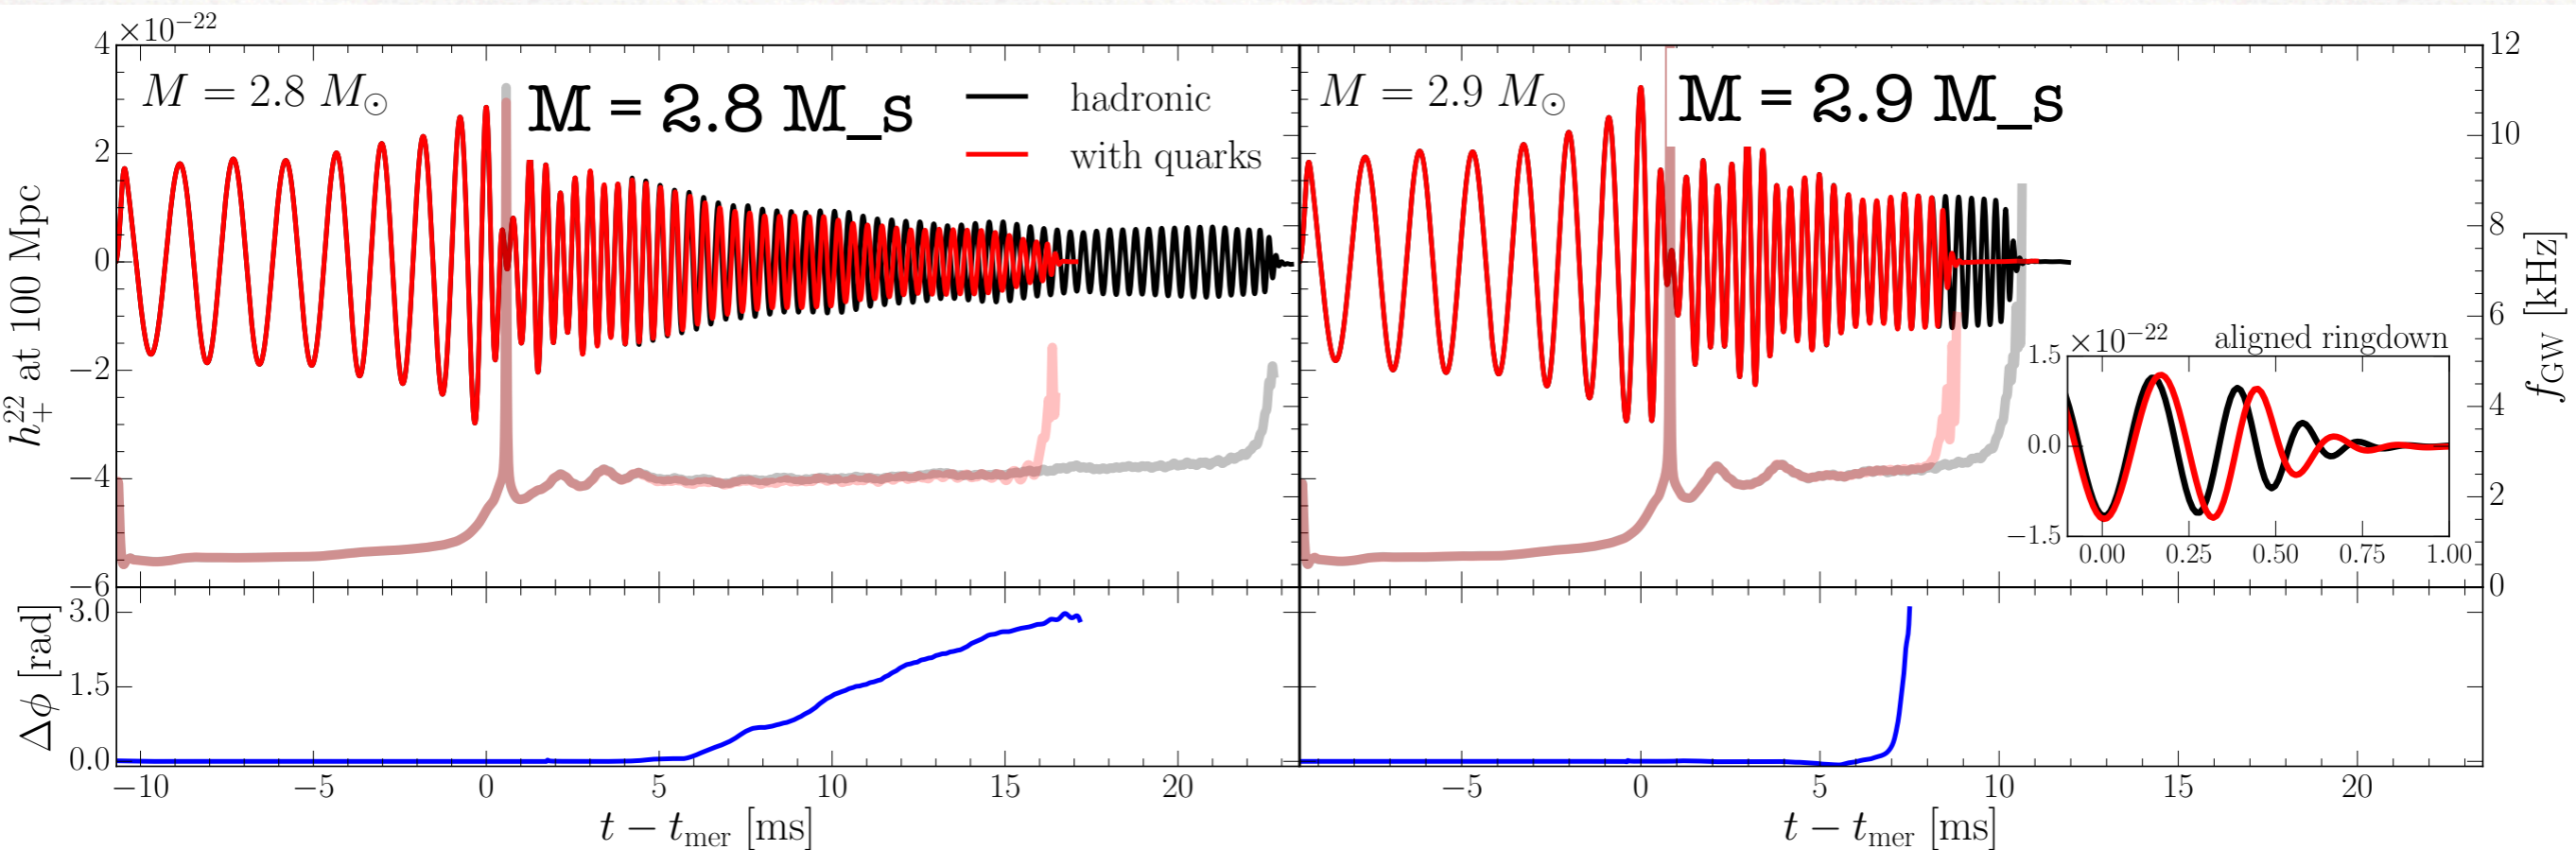 ×10⁻²²
M = 2.8 M☉
M = 2.8 M_s
hadronic
with quarks
4
2
0
−2
−4
−6
h₊²² at 100 Mpc
M = 2.9 M☉
M = 2.9 M_s
12
10
8
6
4
2
0
f_GW [kHz]
×10⁻²² aligned ringdown
1.5
0.0
−1.5
0.00 0.25 0.50 0.75 1.00
3.0
1.5
0.0
Δϕ [rad]
−10 −5 0 5 10 15 20
t − t_mer [ms]
−5 0 5 10 15 20
t − t_mer [ms]